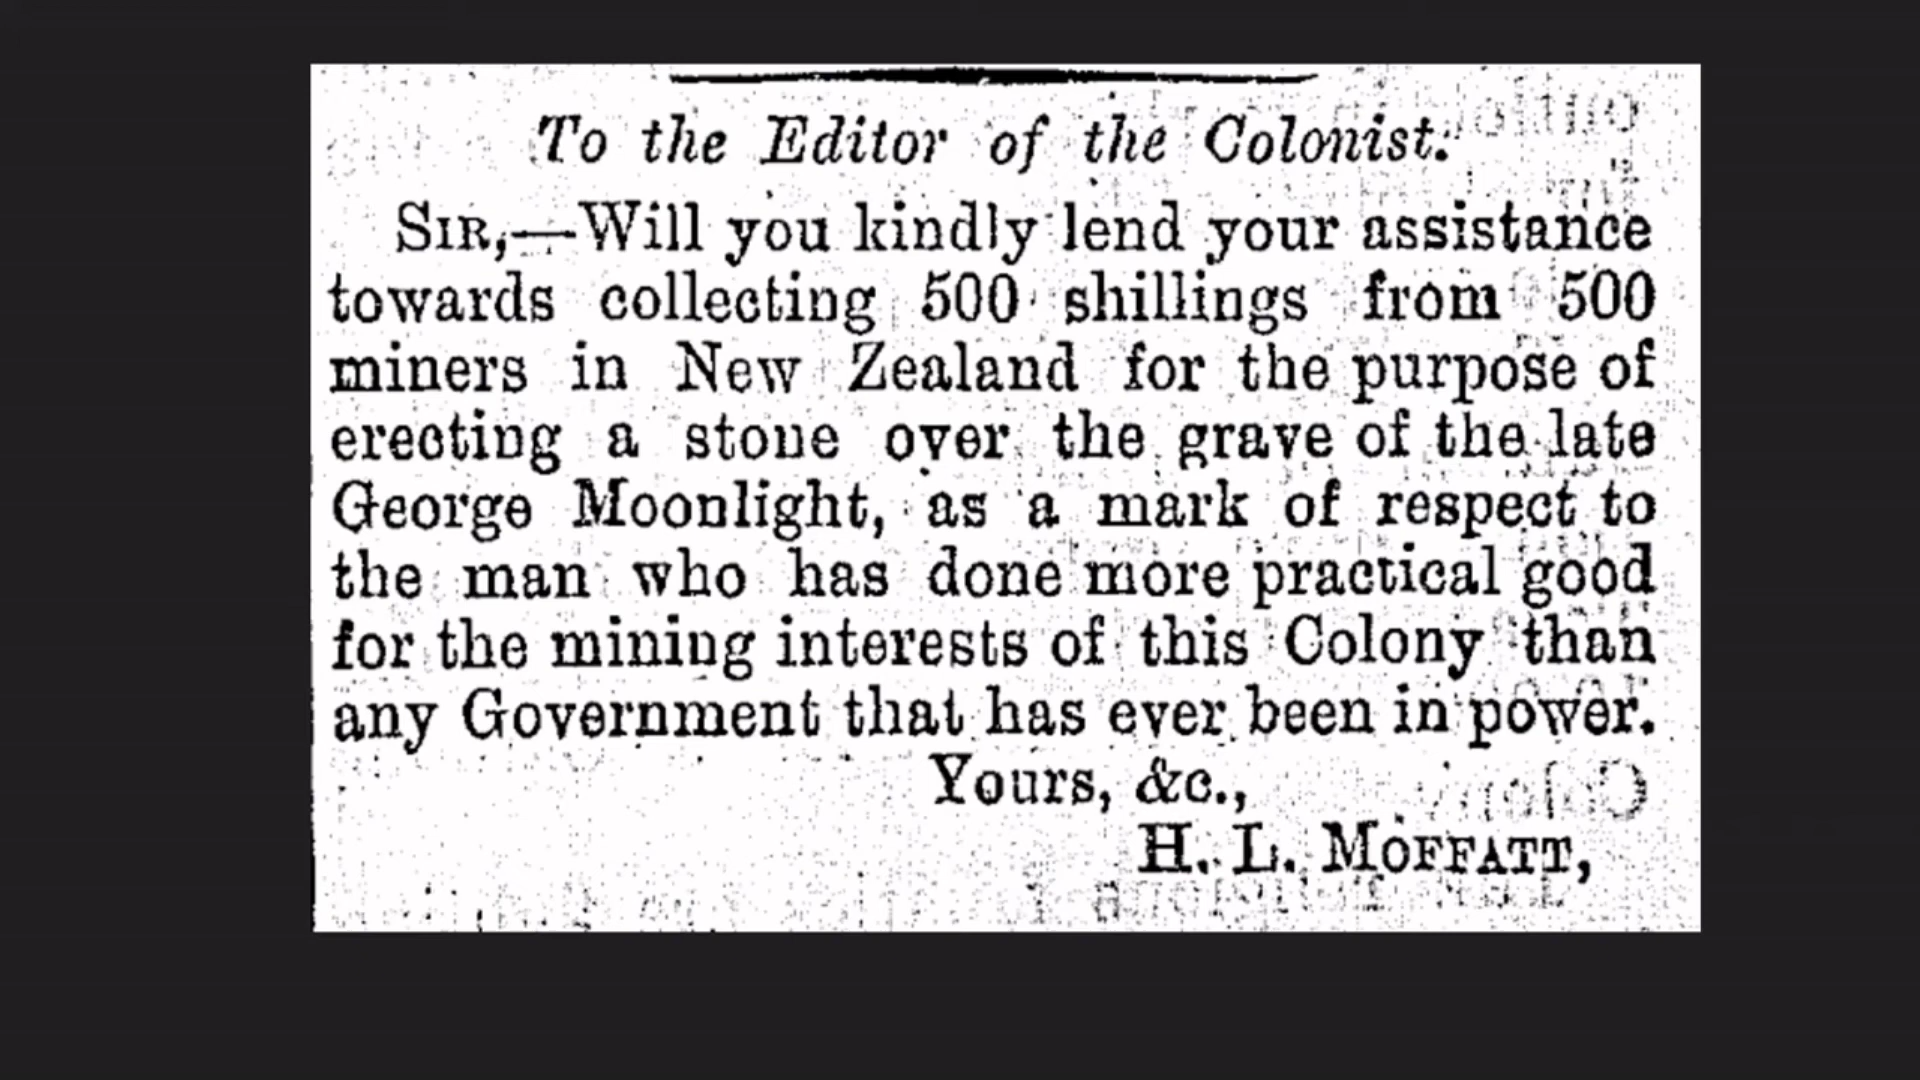 To the Editor of the Colonist.
SIR,—Will you kindly lend your assistance
towards collecting 500 shillings from 500
miners in New Zealand for the purpose of
erecting a stone over the grave of the late
George Moonlight, as a mark of respect to
the man who has done more practical good
for the mining interests of this Colony than
any Government that has ever been in power.
Yours, &c.,
H. L. MOFFATT,